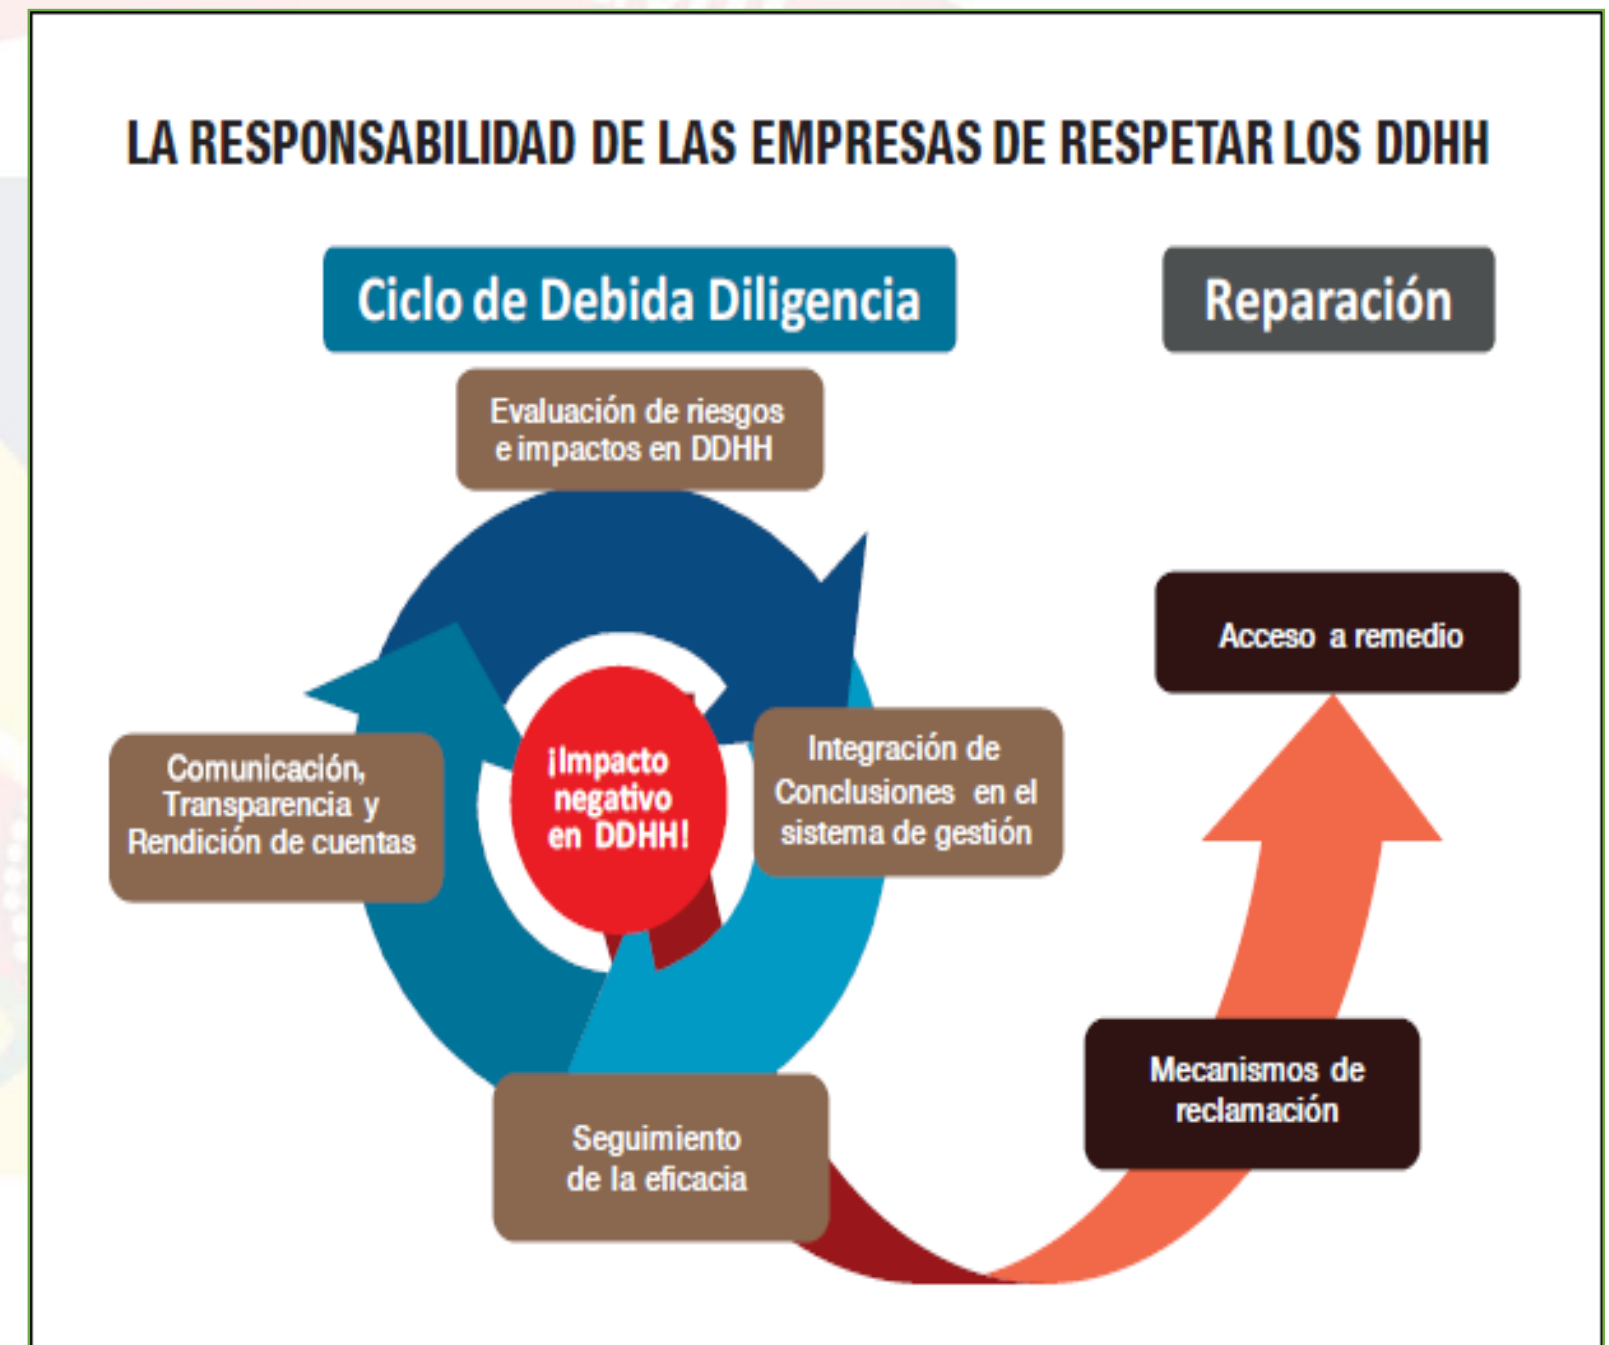 LA RESPONSABILIDAD DE LAS EMPRESAS DE RESPETAR LOS DDHH
Ciclo de Debida Diligencia
Reparación
Evaluación de riesgos
e impactos en DDHH
Acceso a remedio
Integración de
Conclusiones en el
sistema de gestión
¡Impacto
negativo
en DDHH!
Comunicación,
Transparencia y
Rendición de cuentas
Mecanismos de
reclamación
Seguimiento
de la eficacia